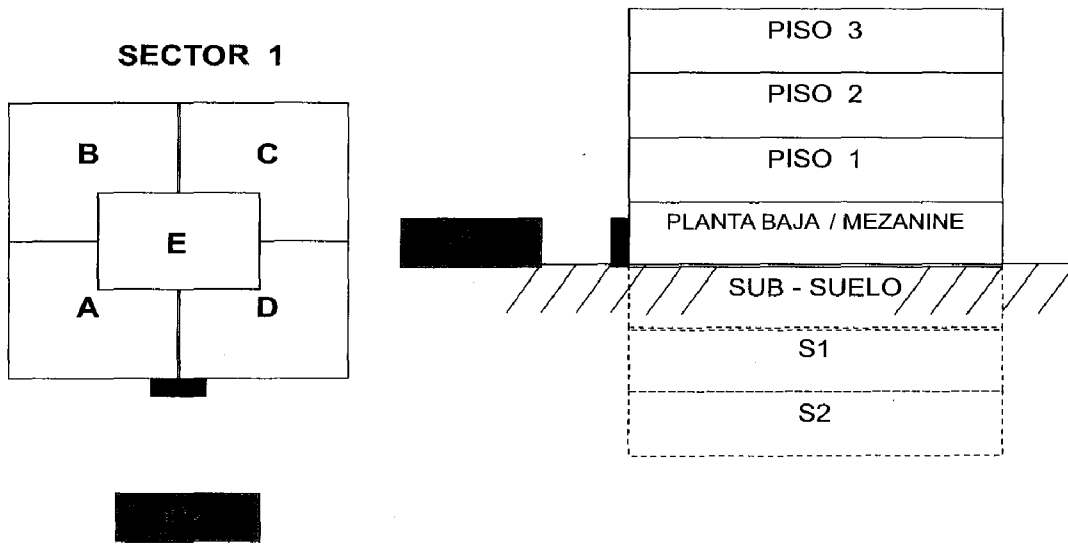 SECTOR 1
B
C
E
A
D
PISO 3
PISO 2
PISO 1
PLANTA BAJA / MEZANINE
SUB - SUELO
S1
S2